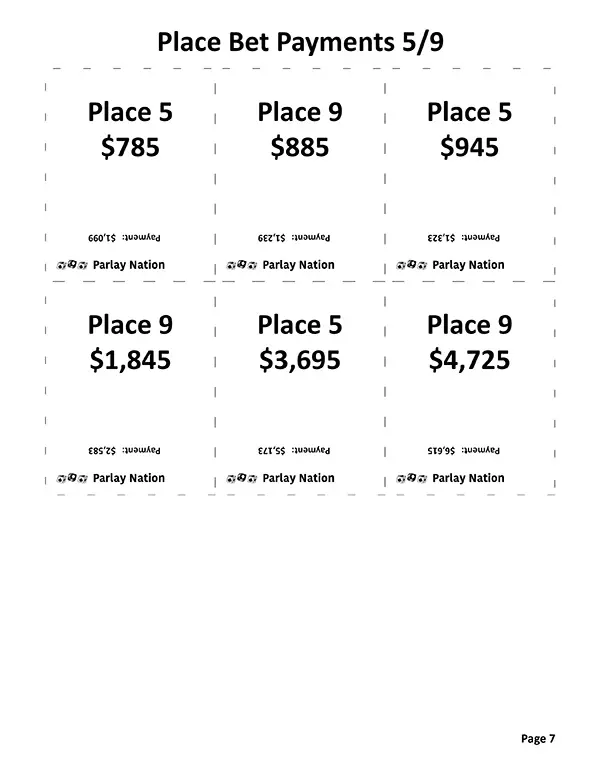 Place Bet Payments 5/9
Place 5
$785
Payment: $1,099
Parlay Nation
Place 9
$885
Payment: $1,239
Parlay Nation
Place 5
$945
Payment: $1,323
Parlay Nation
Place 9
$1,845
Payment: $2,583
Parlay Nation
Place 5
$3,695
Payment: $5,173
Parlay Nation
Place 9
$4,725
Payment: $6,615
Parlay Nation
Page 7